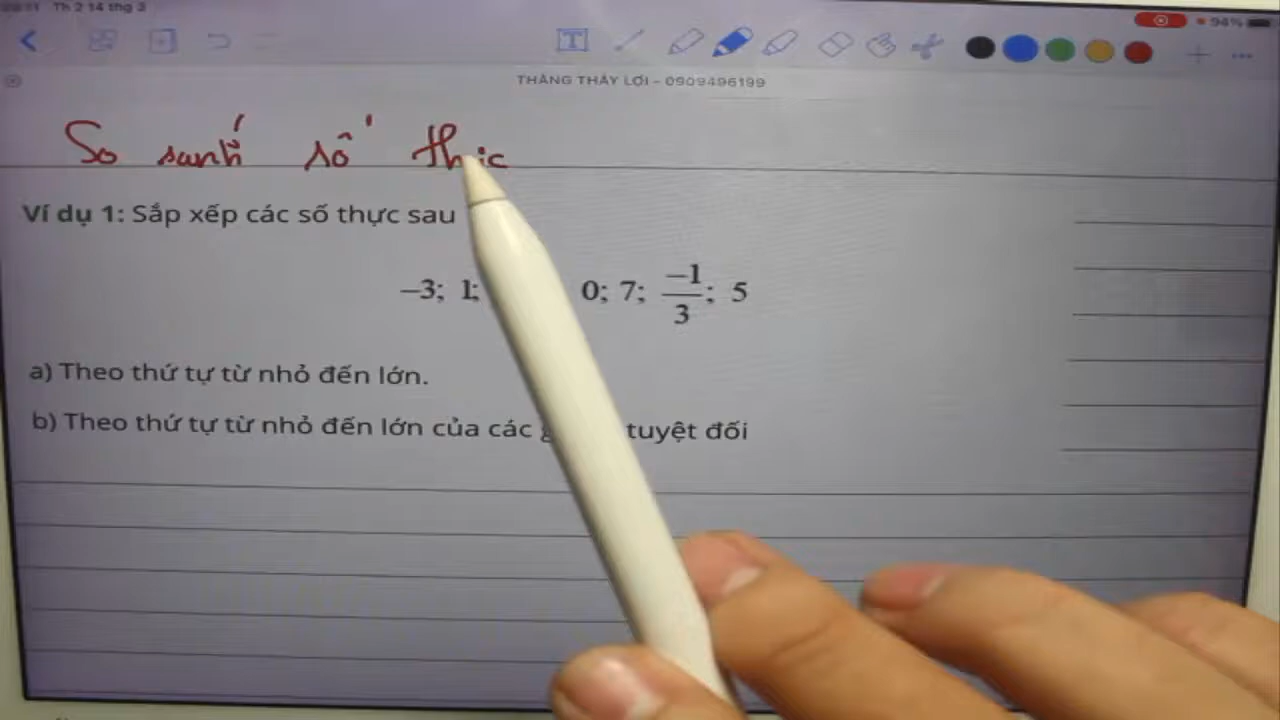 Th 2 14 thg 3
94%
THẦNG THẦY LỢI – 0909496199
So sánh số thực
Ví dụ 1: Sắp xếp các số thực sau
–3; 1; 0; 7; –1/3; 5
a) Theo thứ tự từ nhỏ đến lớn.
b) Theo thứ tự từ nhỏ đến lớn của các tuyệt đối